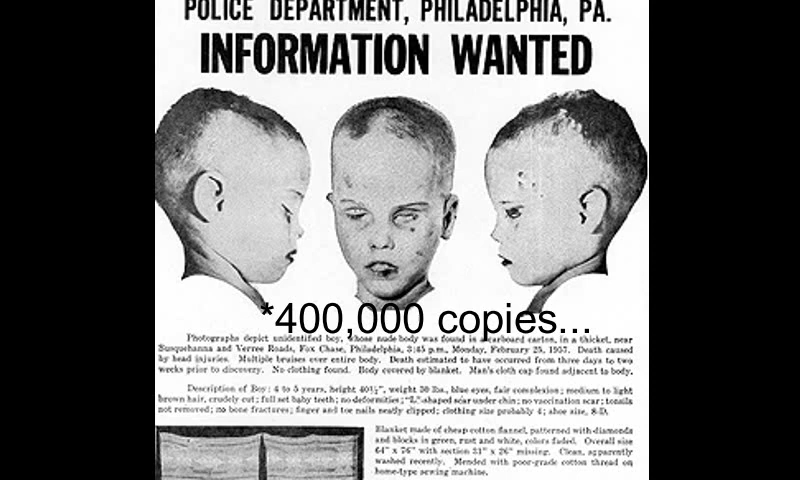 POLICE DEPARTMENT, PHILADELPHIA, PA.
INFORMATION WANTED
*400,000 copies...
Photographs depict unidentified boy, whose nude body was found in a carboard carton, in a thicket, near
Susquehanna and Verree Roads, Fox Chase, Philadelphia, 3:45 p.m., Monday, February 25, 1957. Death caused
by head injuries. Multiple bruises over entire body. Death estimated to have occurred from three days to two
weeks prior to discovery. No clothing found. Body covered by blanket. Man's cloth cap found adjacent to body.
Description of Boy: 4 to 5 years, height 40½", weight 30 lbs., blue eyes, fair complexion; medium to light
brown hair, crudely cut; full set baby teeth; no deformities; "L"-shaped scar under chin; no vaccination scar; tonsils
not removed; no bone fractures; finger and toe nails neatly clipped; clothing size probably 4; shoe size, 8-D.
Blanket made of cheap cotton flannel, patterned with diamonds
and blocks in green, rust and white, colors faded. Overall size
64" x 76" with section 31" x 26" missing. Clean, apparently
washed recently. Mended with poor-grade cotton thread on
home-type sewing machine.